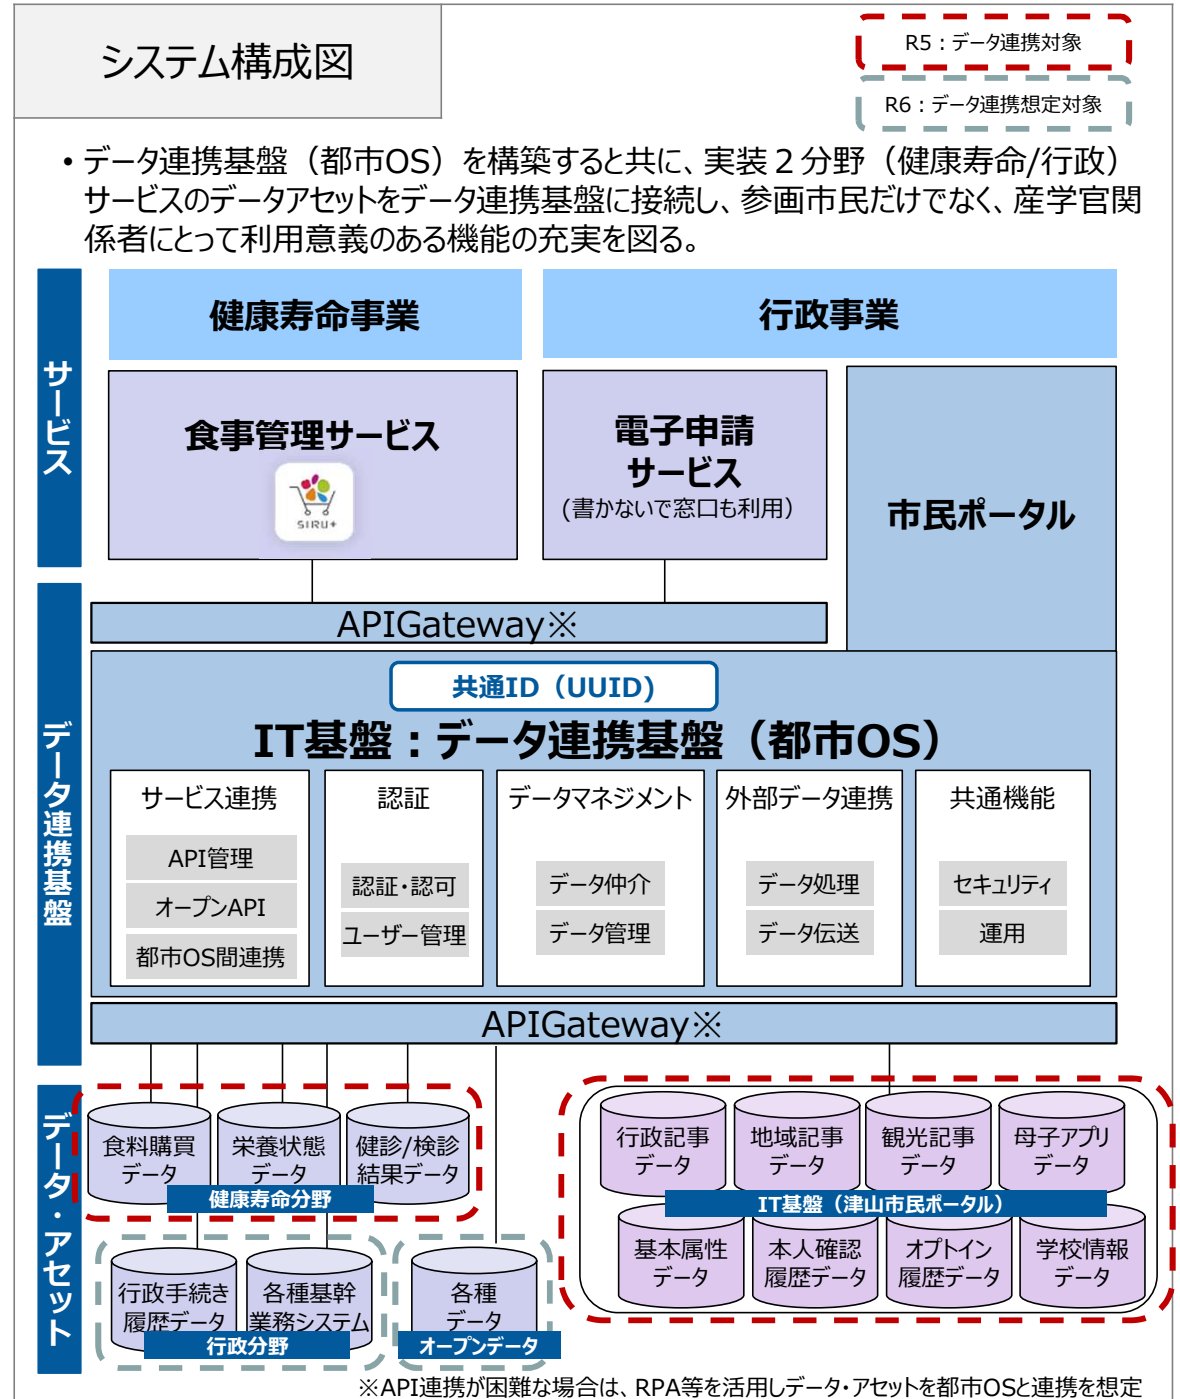 システム構成図
R5：データ連携対象
R6：データ連携想定対象
• データ連携基盤（都市OS）を構築すると共に、実装２分野（健康寿命/行政）
サービスのデータアセットをデータ連携基盤に接続し、参画市民だけでなく、産学官関
係者にとって利用意義のある機能の充実を図る。
サービス
健康寿命事業
行政事業
食事管理サービス
SIRU+
電子申請
サービス
(書かないで窓口も利用）
市民ポータル
データ連携基盤
APIGateway※
共通ID（UUID)
IT基盤：データ連携基盤（都市OS）
サービス連携
API管理
オープンAPI
都市OS間連携
認証
認証・認可
ユーザー管理
データマネジメント
データ仲介
データ管理
外部データ連携
データ処理
データ伝送
共通機能
セキュリティ
運用
APIGateway※
データ・アセット
食料購買
データ
栄養状態
データ
健診/検診
結果データ
健康寿命分野
行政手続き
履歴データ
各種基幹
業務システム
行政分野
各種
データ
オープンデータ
行政記事
データ
地域記事
データ
観光記事
データ
母子アプリ
データ
IT基盤（津山市民ポータル）
基本属性
データ
本人確認
履歴データ
オプトイン
履歴データ
学校情報
データ
※API連携が困難な場合は、RPA等を活用しデータ・アセットを都市OSと連携を想定